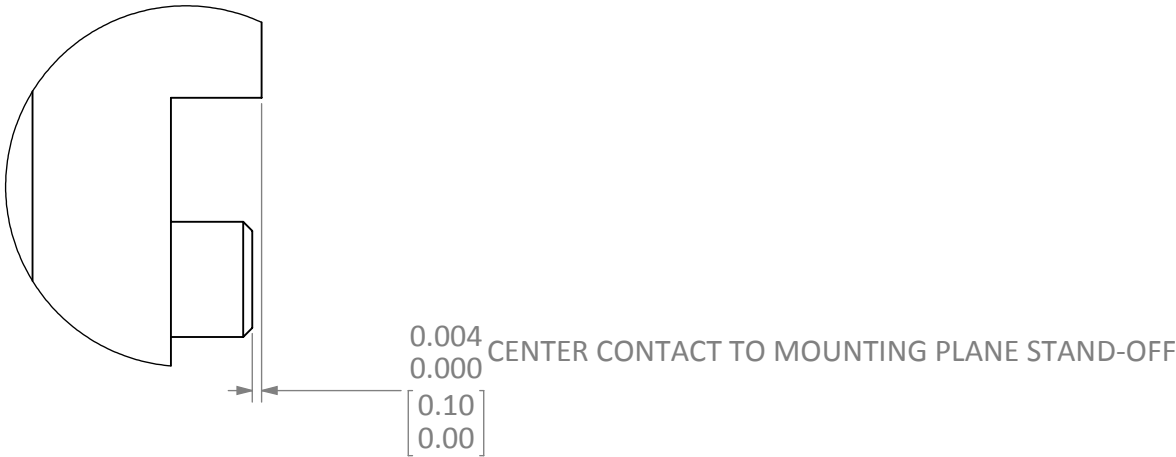 0.004
0.000
CENTER CONTACT TO MOUNTING PLANE STAND-OFF
[0.10
0.00]